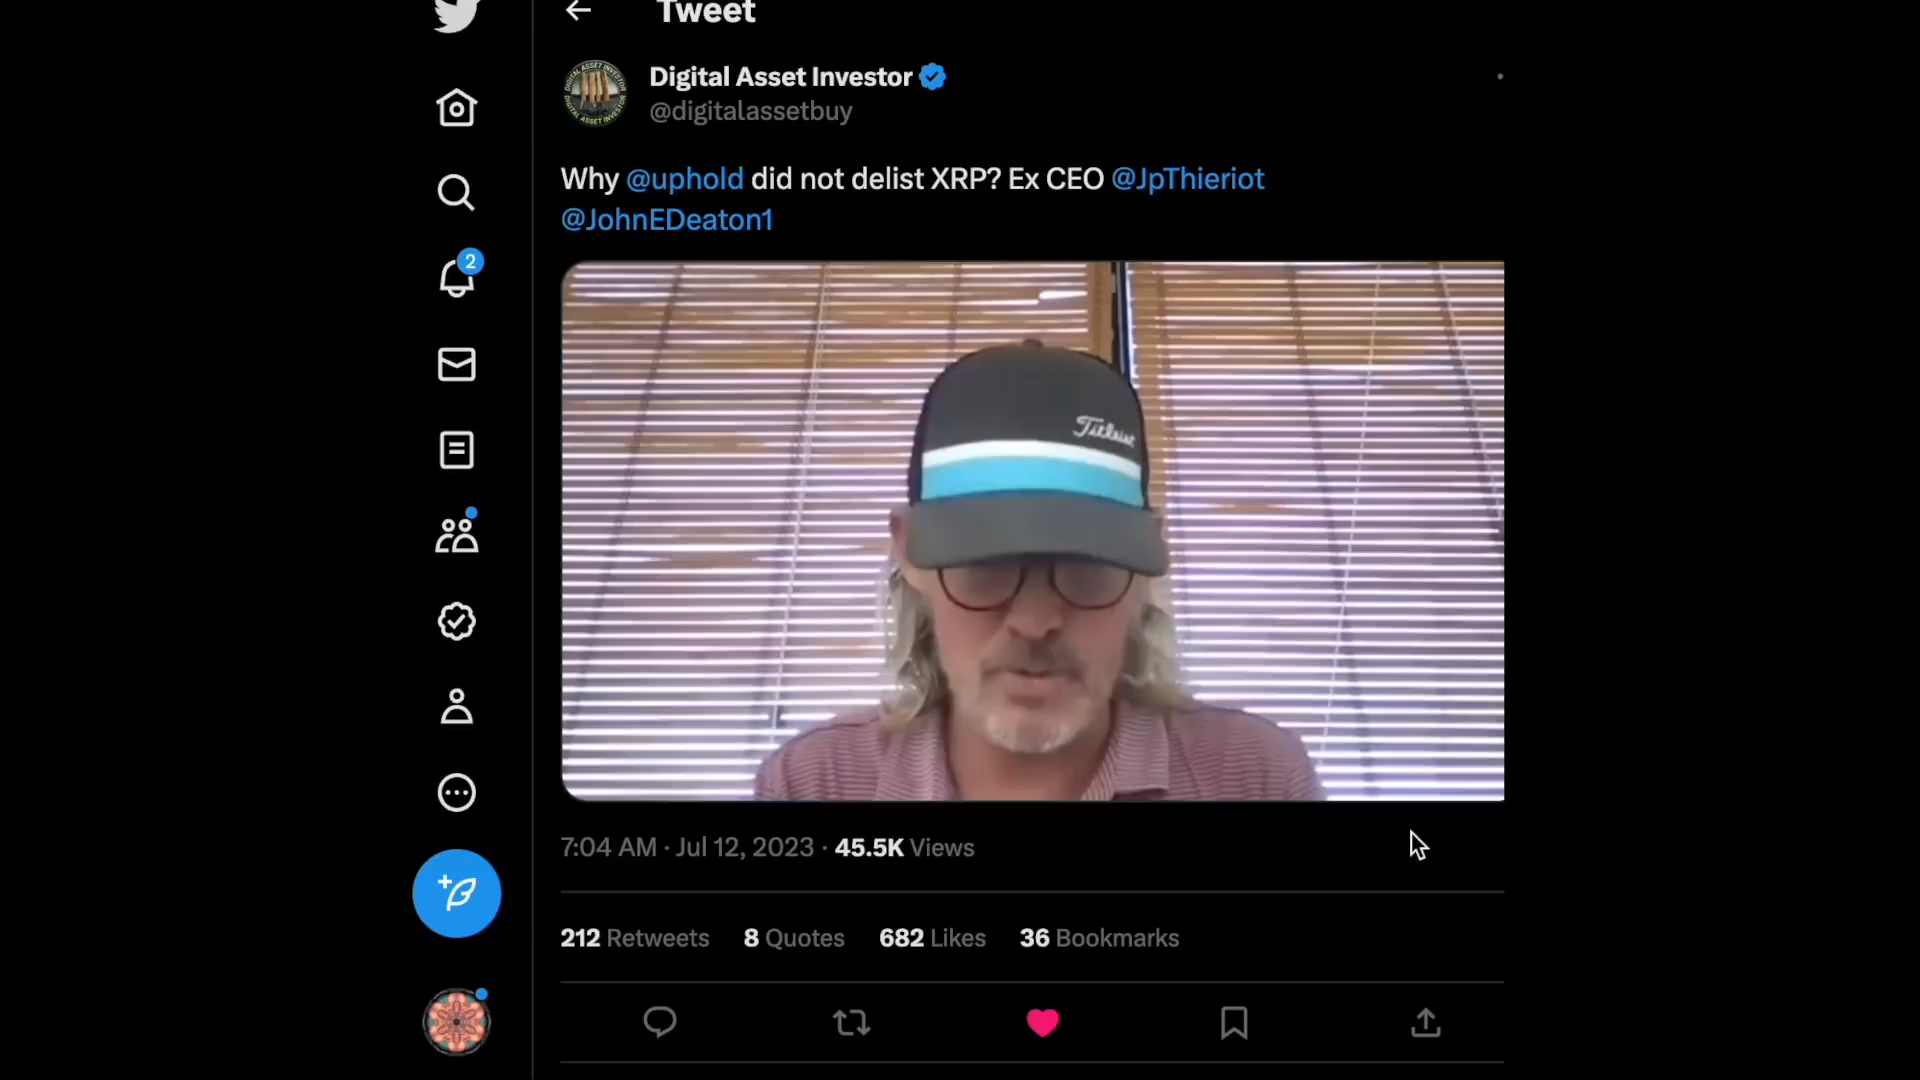 Tweet
Digital Asset Investor
@digitalassetbuy
Why @uphold did not delist XRP? Ex CEO @JpThieriot
@JohnEDeaton1
2
Titleist
7:04 AM · Jul 12, 2023 · 45.5K Views
212 Retweets 8 Quotes 682 Likes 36 Bookmarks